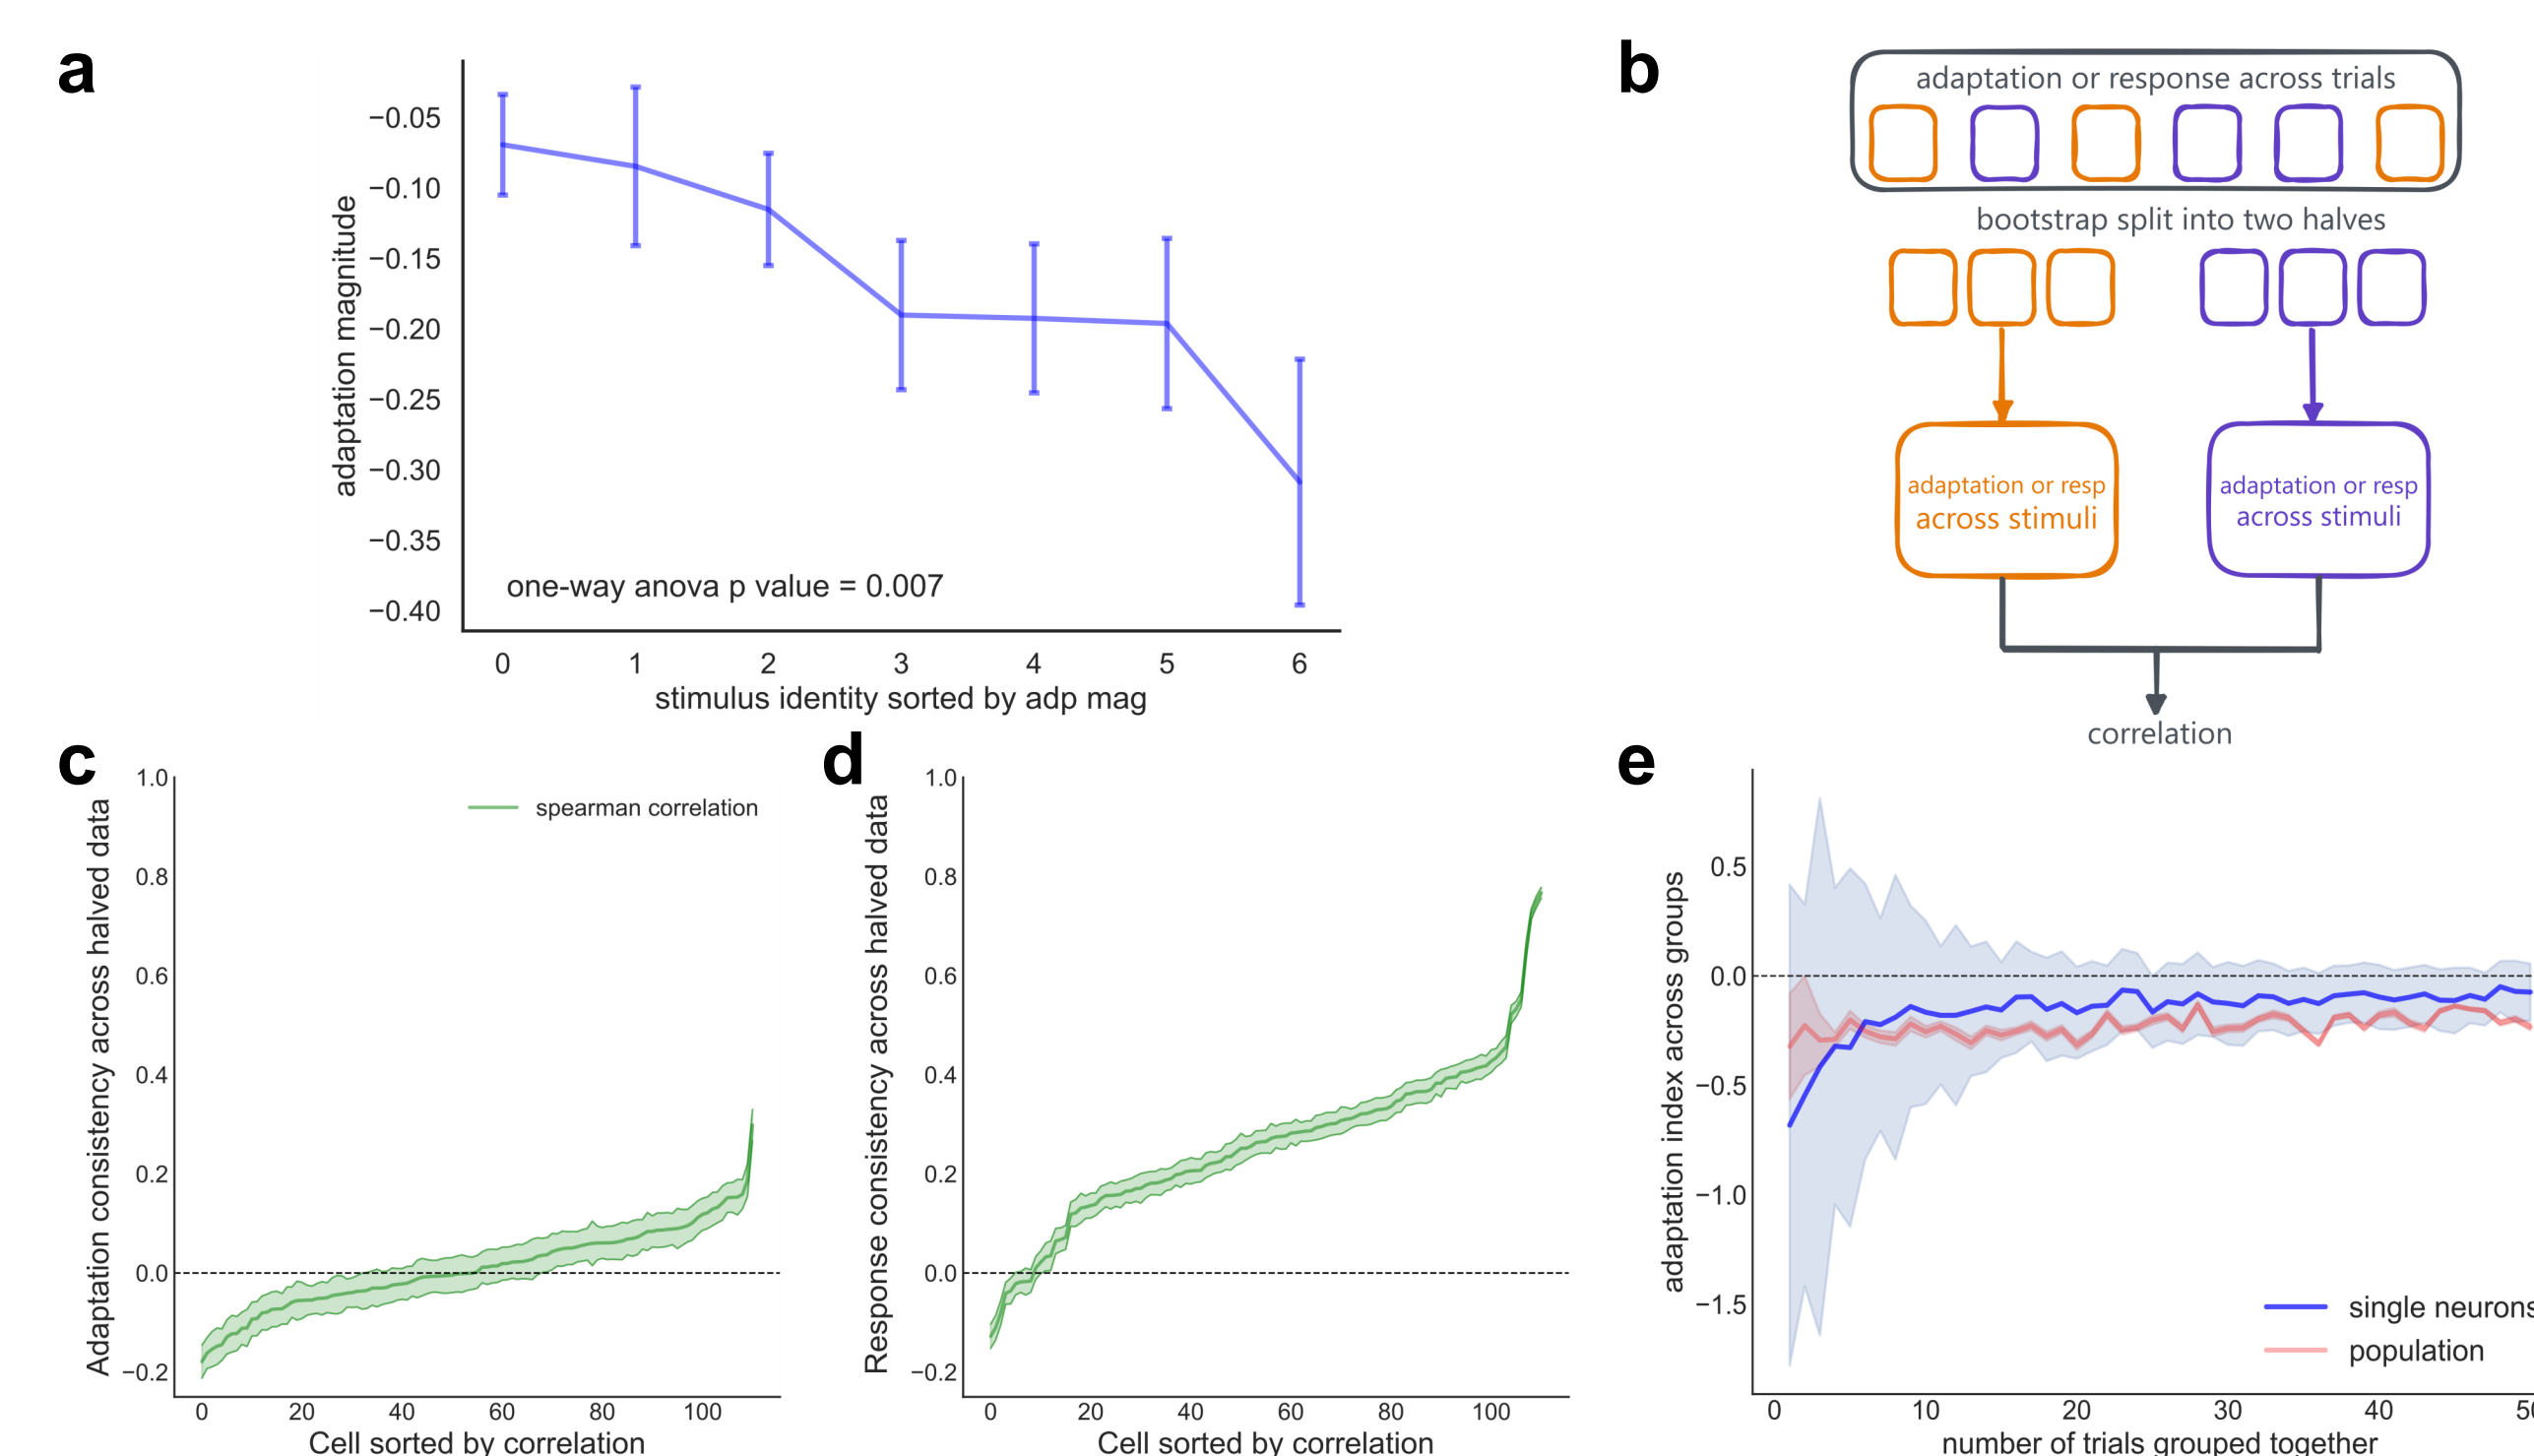 a
−0.05
−0.10
−0.15
−0.20
−0.25
−0.30
−0.35
−0.40
adaptation magnitude
one-way anova p value = 0.007
0 1 2 3 4 5 6
stimulus identity sorted by adp mag
b
adaptation or response across trials
bootstrap split into two halves
adaptation or resp
across stimuli
adaptation or resp
across stimuli
correlation
c
1.0
0.8
0.6
0.4
0.2
0.0
−0.2
Adaptation consistency across halved data
spearman correlation
0 20 40 60 80 100
Cell sorted by correlation
d
1.0
0.8
0.6
0.4
0.2
0.0
−0.2
Response consistency across halved data
0 20 40 60 80 100
Cell sorted by correlation
e
0.5
0.0
−0.5
−1.0
−1.5
adaptation index across groups
single neurons
population
0 10 20 30 40 50
number of trials grouped together